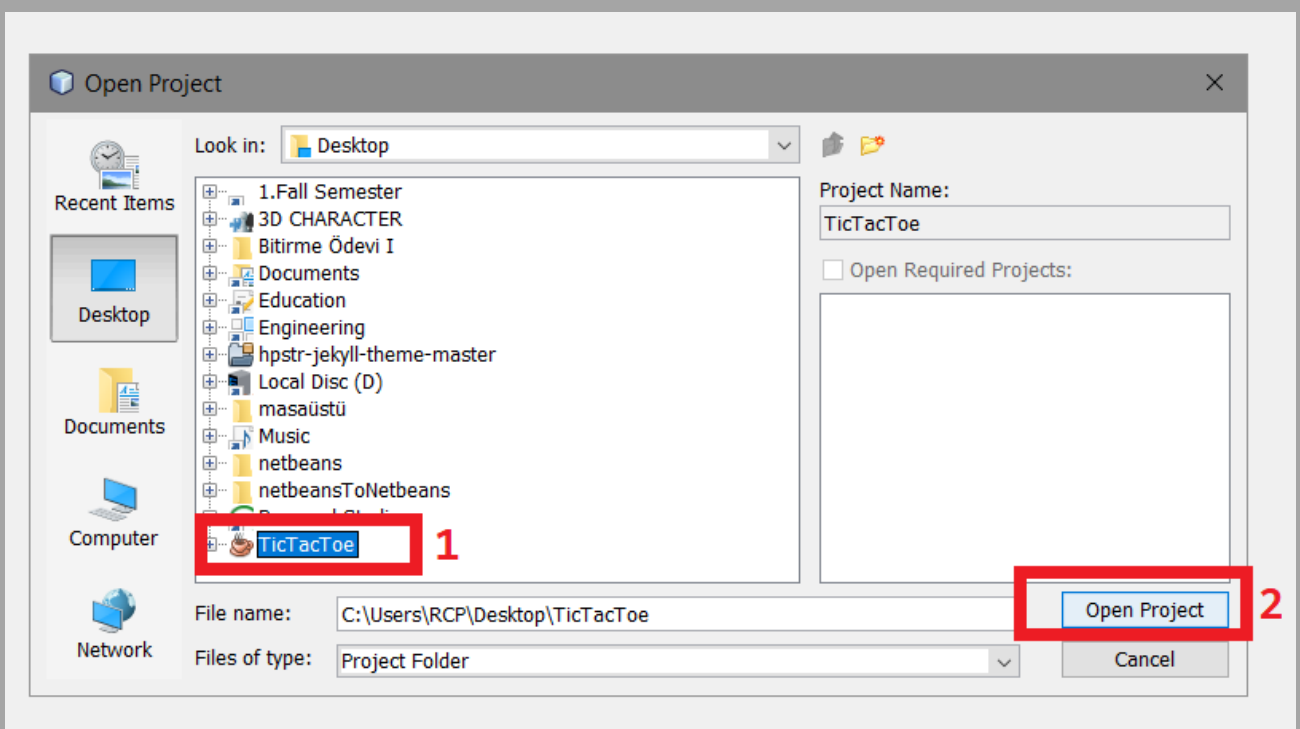 Open Project
Look in:
Desktop
Recent Items
Desktop
Documents
Computer
Network
1.Fall Semester
3D CHARACTER
Bitirme Ödevi I
Documents
Education
Engineering
hpstr-jekyll-theme-master
Local Disc (D)
masaüstü
Music
netbeans
netbeansToNetbeans
TicTacToe
1
Project Name:
TicTacToe
Open Required Projects:
File name:
C:\Users\RCP\Desktop\TicTacToe
Open Project
2
Files of type:
Project Folder
Cancel